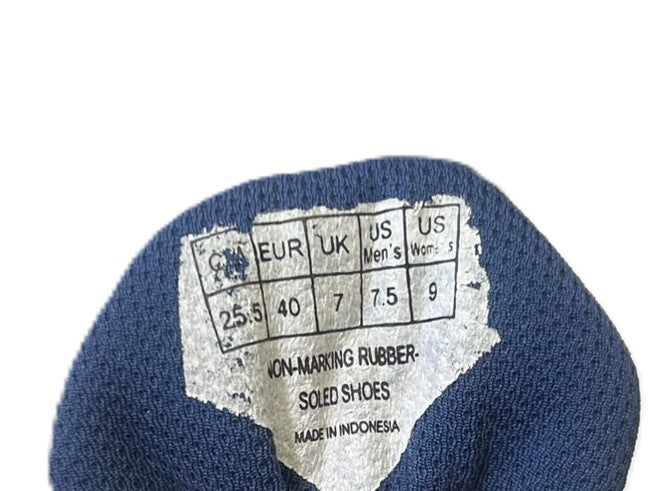 EUR UK US Men's US
25.5 40 7 7.5 9
NON-MARKING RUBBER-
SOLED SHOES
MADE IN INDONESIA